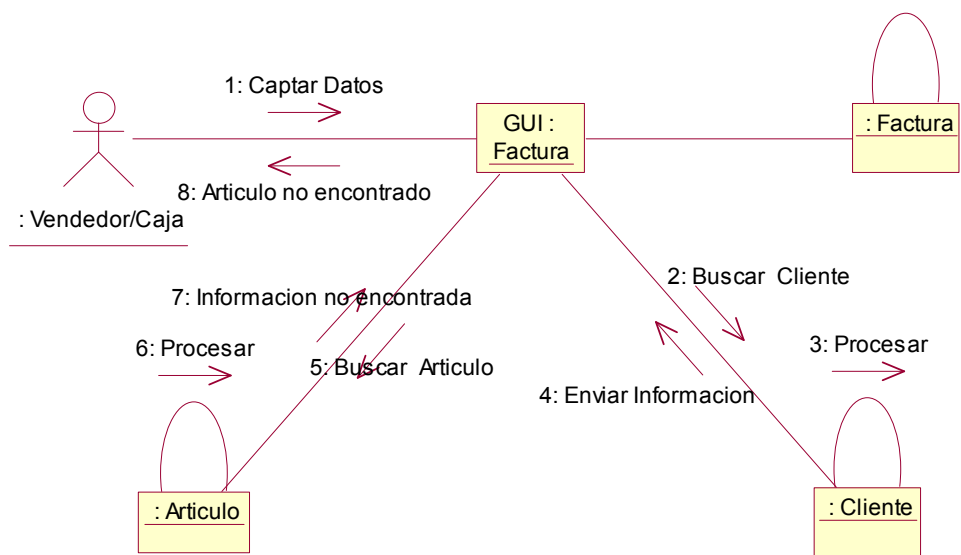 1: Captar Datos
GUI :
Factura
: Factura
8: Articulo no encontrado
: Vendedor/Caja
2: Buscar Cliente
7: Informacion no encontrada
6: Procesar
3: Procesar
5: Buscar Articulo
4: Enviar Informacion
: Articulo
: Cliente